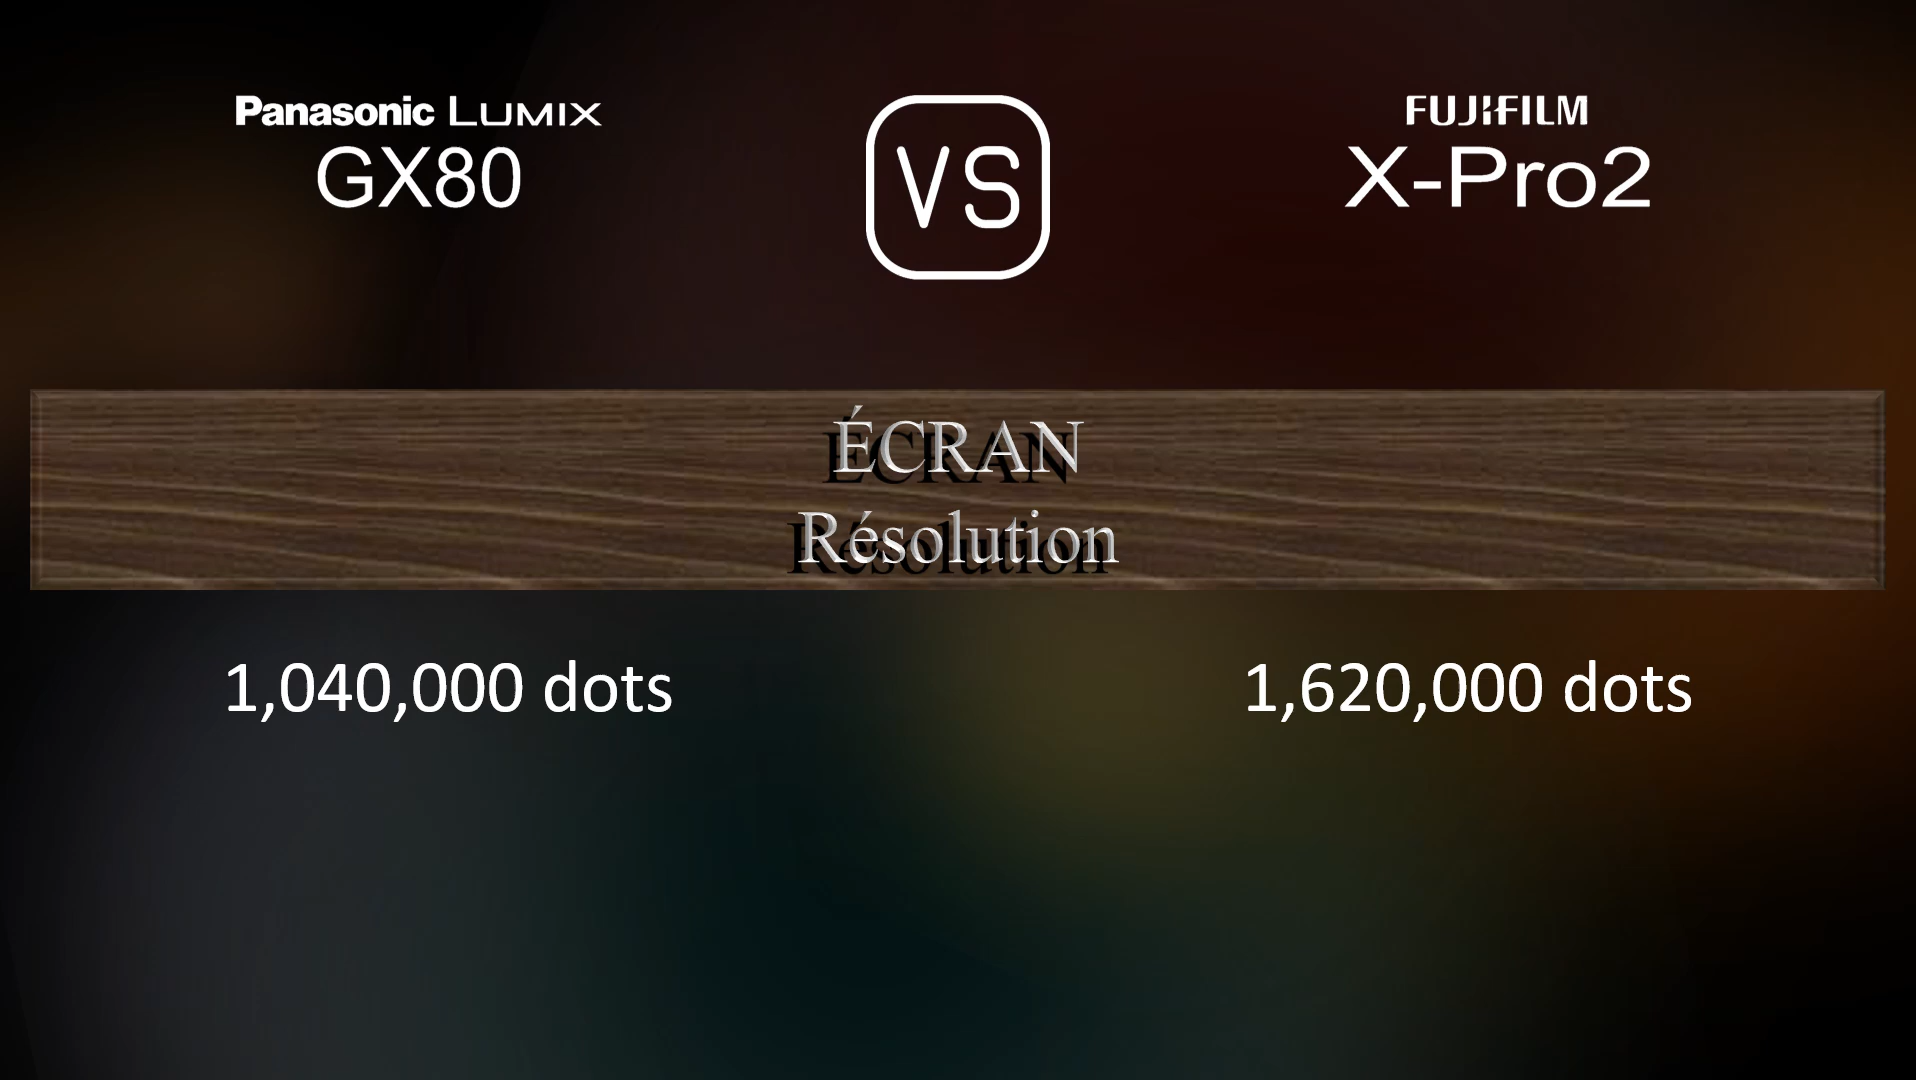 Panasonic LUMIX
GX80
VS
FUJIFILM
X-Pro2
ÉCRAN
Résolution
1,040,000 dots
1,620,000 dots